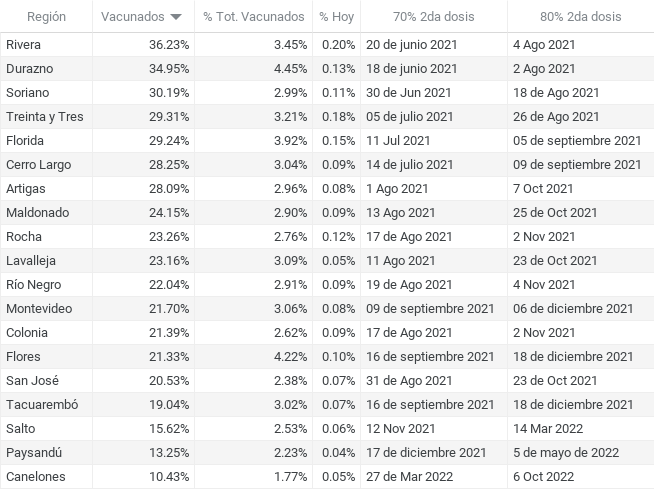 Región Vacunados % Tot. Vacunados % Hoy 70% 2da dosis 80% 2da dosis
Rivera 36.23% 3.45% 0.20% 20 de junio 2021 4 Ago 2021
Durazno 34.95% 4.45% 0.13% 18 de junio 2021 2 Ago 2021
Soriano 30.19% 2.99% 0.11% 30 de Jun 2021 18 de Ago 2021
Treinta y Tres 29.31% 3.21% 0.18% 05 de julio 2021 26 de Ago 2021
Florida 29.24% 3.92% 0.15% 11 Jul 2021 05 de septiembre 2021
Cerro Largo 28.25% 3.04% 0.09% 14 de julio 2021 09 de septiembre 2021
Artigas 28.09% 2.96% 0.08% 1 Ago 2021 7 Oct 2021
Maldonado 24.15% 2.90% 0.09% 13 Ago 2021 25 de Oct 2021
Rocha 23.26% 2.76% 0.12% 17 de Ago 2021 2 Nov 2021
Lavalleja 23.16% 3.09% 0.05% 11 Ago 2021 23 de Oct 2021
Río Negro 22.04% 2.91% 0.09% 19 de Ago 2021 4 Nov 2021
Montevideo 21.70% 3.06% 0.08% 09 de septiembre 2021 06 de diciembre 2021
Colonia 21.39% 2.62% 0.09% 17 de Ago 2021 2 Nov 2021
Flores 21.33% 4.22% 0.10% 16 de septiembre 2021 18 de diciembre 2021
San José 20.53% 2.38% 0.07% 31 de Ago 2021 23 de Oct 2021
Tacuarembó 19.04% 3.02% 0.07% 16 de septiembre 2021 18 de diciembre 2021
Salto 15.62% 2.53% 0.06% 12 Nov 2021 14 Mar 2022
Paysandú 13.25% 2.23% 0.04% 17 de diciembre 2021 5 de mayo de 2022
Canelones 10.43% 1.77% 0.05% 27 de Mar 2022 6 Oct 2022